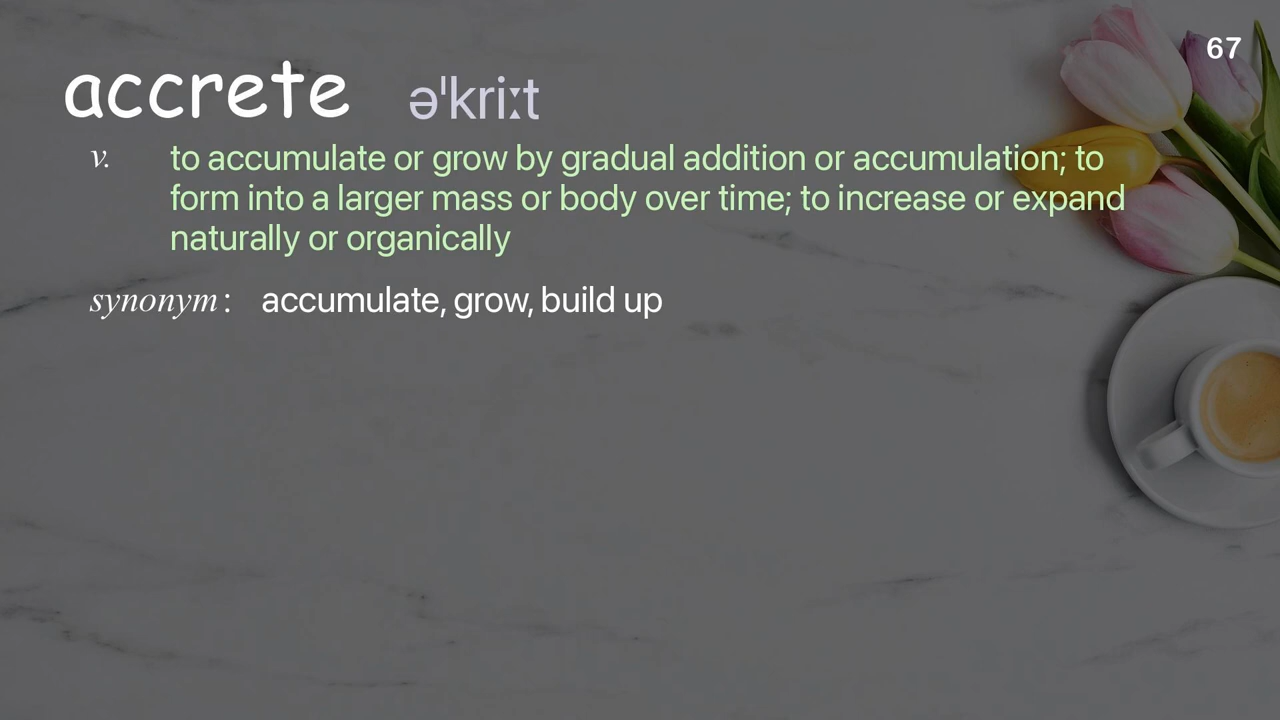 67
accrete əˈkriːt
v. to accumulate or grow by gradual addition or accumulation; to
form into a larger mass or body over time; to increase or expand
naturally or organically
synonym: accumulate, grow, build up